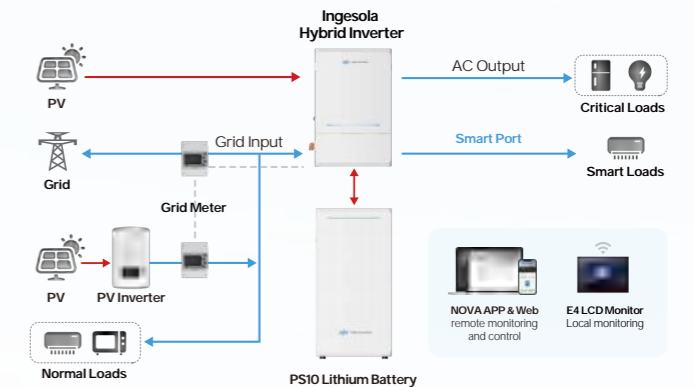 Ingesola
Hybrid Inverter
PV
AC Output
Critical Loads
Grid Input
Smart Port
Grid
Smart Loads
Grid Meter
PV
PV Inverter
NOVA APP & Web
remote monitoring
and control
E4 LCD Monitor
Local monitoring
Normal Loads
PS10 Lithium Battery